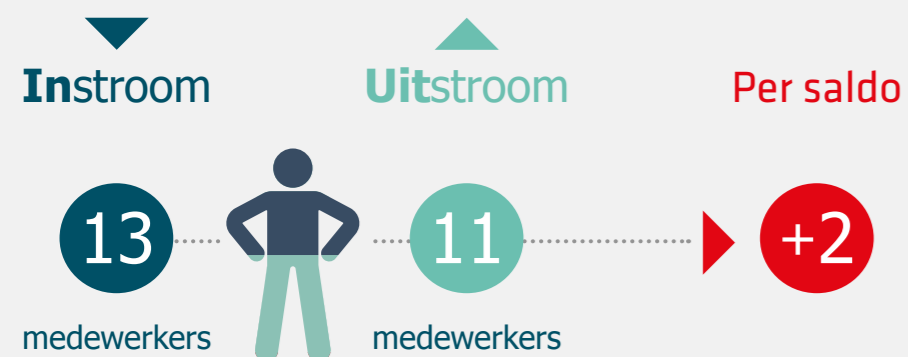 Instroom
Uitstroom
Per saldo
13
11
+2
medewerkers
medewerkers